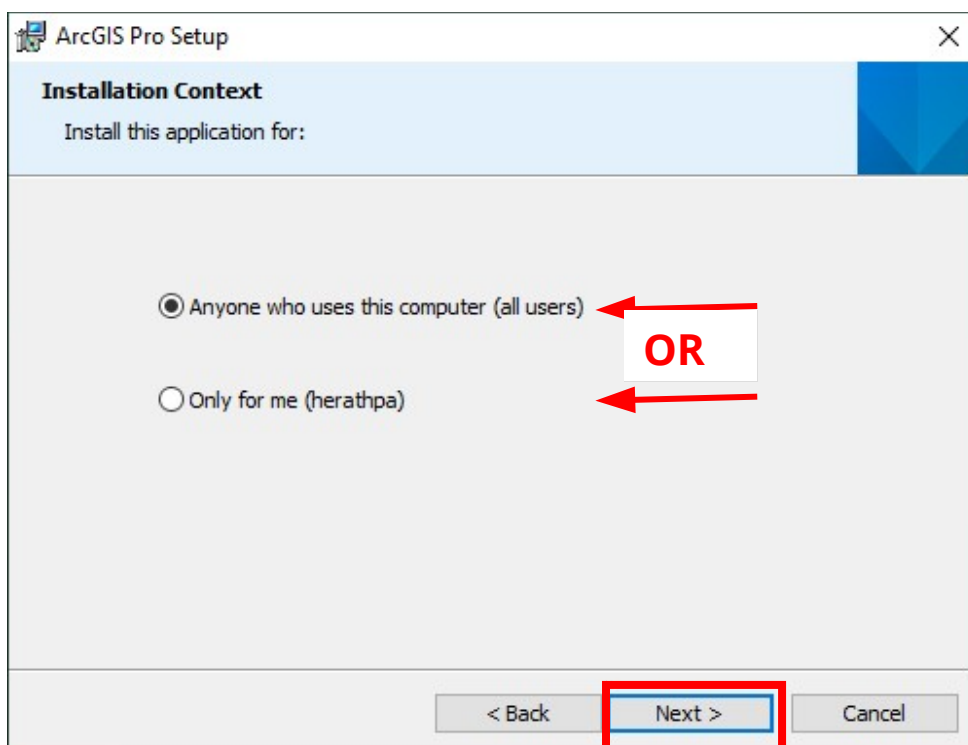 ArcGIS Pro Setup
Installation Context
Install this application for:
Anyone who uses this computer (all users)
OR
Only for me (herathpa)
< Back Next > Cancel